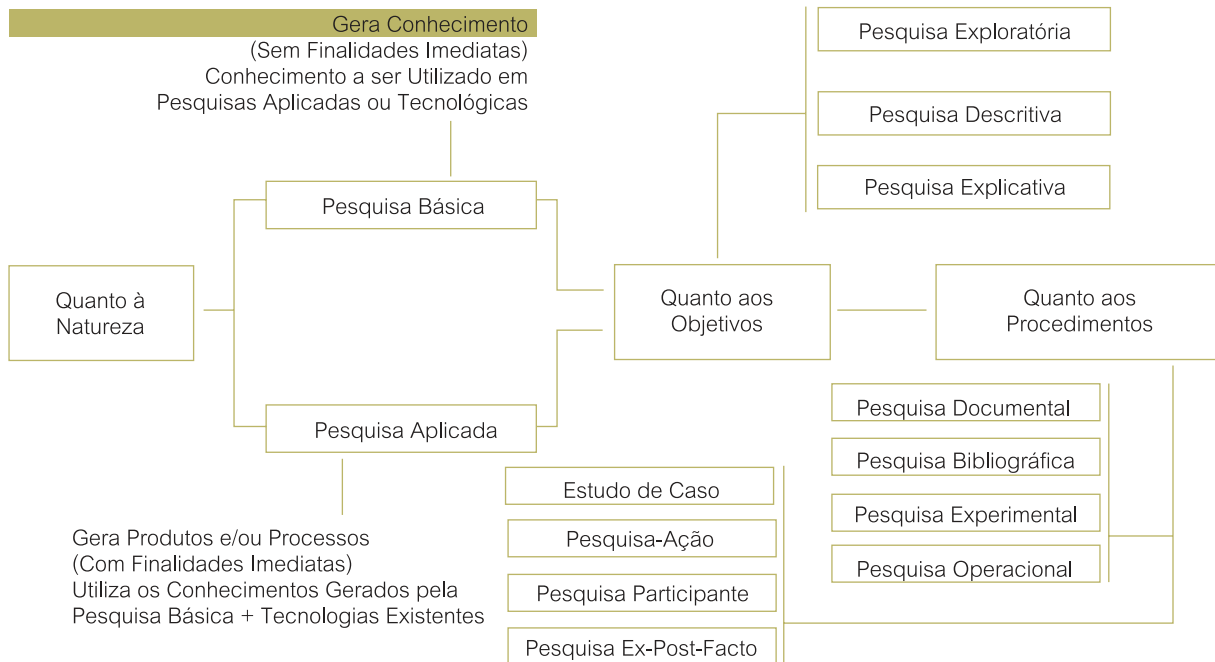 Gera Conhecimento
(Sem Finalidades Imediatas)
Conhecimento a ser Utilizado em
Pesquisas Aplicadas ou Tecnológicas
Pesquisa Exploratória
Pesquisa Descritiva
Pesquisa Explicativa
Pesquisa Básica
Quanto à
Natureza
Quanto aos
Objetivos
Quanto aos
Procedimentos
Pesquisa Aplicada
Gera Produtos e/ou Processos
(Com Finalidades Imediatas)
Utiliza os Conhecimentos Gerados pela
Pesquisa Básica + Tecnologias Existentes
Pesquisa Documental
Pesquisa Bibliográfica
Pesquisa Experimental
Pesquisa Operacional
Estudo de Caso
Pesquisa-Ação
Pesquisa Participante
Pesquisa Ex-Post-Facto